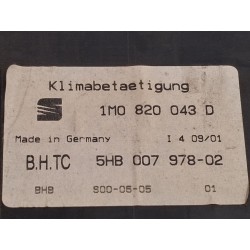 Klimabetaetigung
1M0 820 043 D
Made in Germany I 4 09/01
B.H.TC 5HB 007 978-02
BHB S00-05-05 01